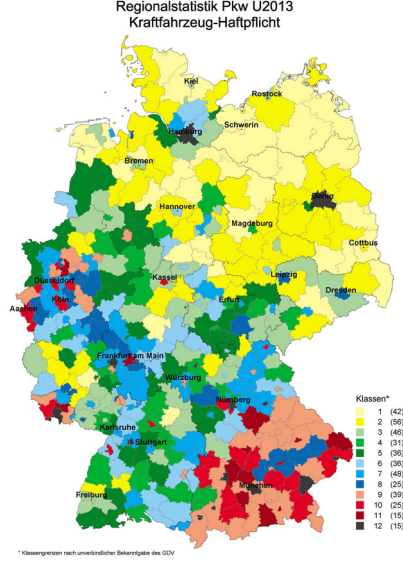 Regionalstatistik Pkw U2013
Kraftfahrzeug-Haftpflicht
Kiel
Rostock
Hamburg
Schwerin
Bremen
Berlin
Hannover
Magdeburg
Cottbus
Kassel
Leipzig
Düsseldorf
Dresden
Köln
Erfurt
Aachen
Frankfurt am Main
Würzburg
Nürnberg
Karlsruhe
Stuttgart
München
Freiburg
Klassen*
1 (42)
2 (56)
3 (46)
4 (31)
5 (36)
6 (36)
7 (48)
8 (25)
9 (39)
10 (25)
11 (15)
12 (15)
* Klassengrenzen nach unverbindlicher Bekanntgabe des GDV